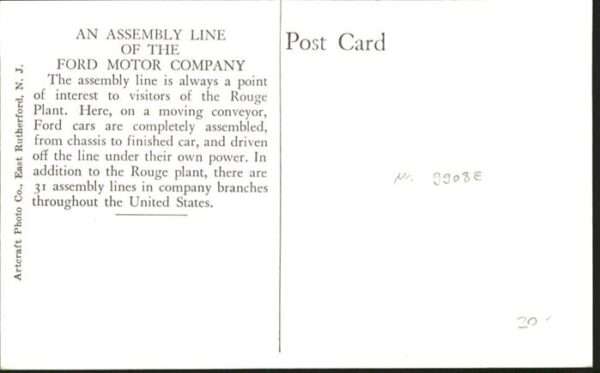 AN ASSEMBLY LINE
OF THE
FORD MOTOR COMPANY
The assembly line is always a point
of interest to visitors of the Rouge
Plant. Here, on a moving conveyor,
Ford cars are completely assembled,
from chassis to finished car, and driven
off the line under their own power. In
addition to the Rouge plant, there are
31 assembly lines in company branches
throughout the United States.
Artcraft Photo Co., East Rutherford, N. J.
Post Card
9908E
20